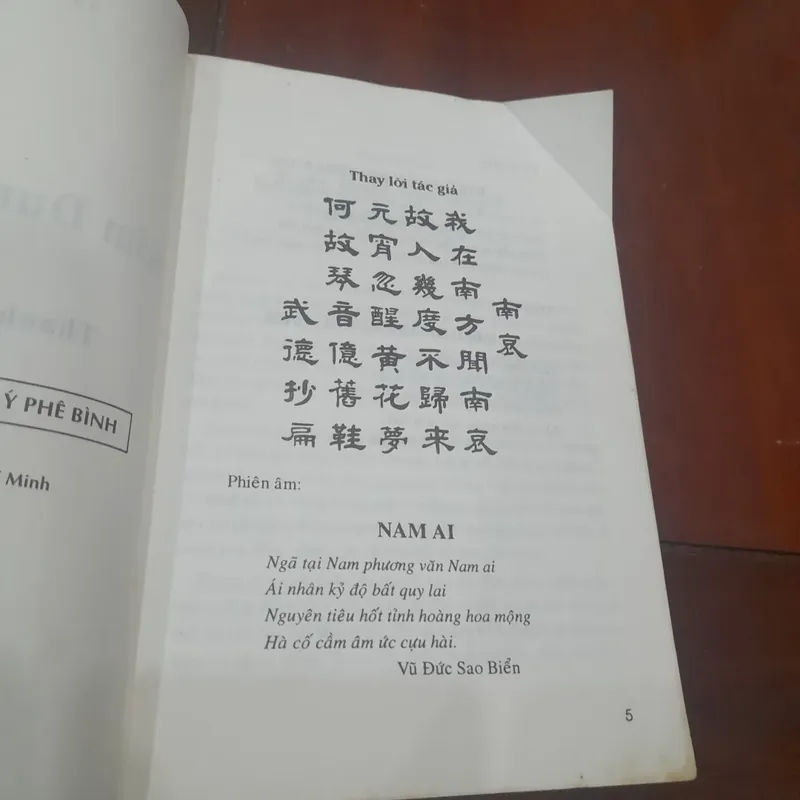 Ý PHÊ BÌNH
Minh
Thay lời tác giả
南哀
我在南方聞南哀
故人幾度不歸来
元宵忽醒黃花夢
何故琴音億舊鞋
武德抄扁
Phiên âm:
NAM AI
Ngã tại Nam phương văn Nam ai
Ái nhân kỷ độ bất quy lai
Nguyên tiêu hốt tỉnh hoàng hoa mộng
Hà cố cầm âm ức cựu hài.
Vũ Đức Sao Biển
5